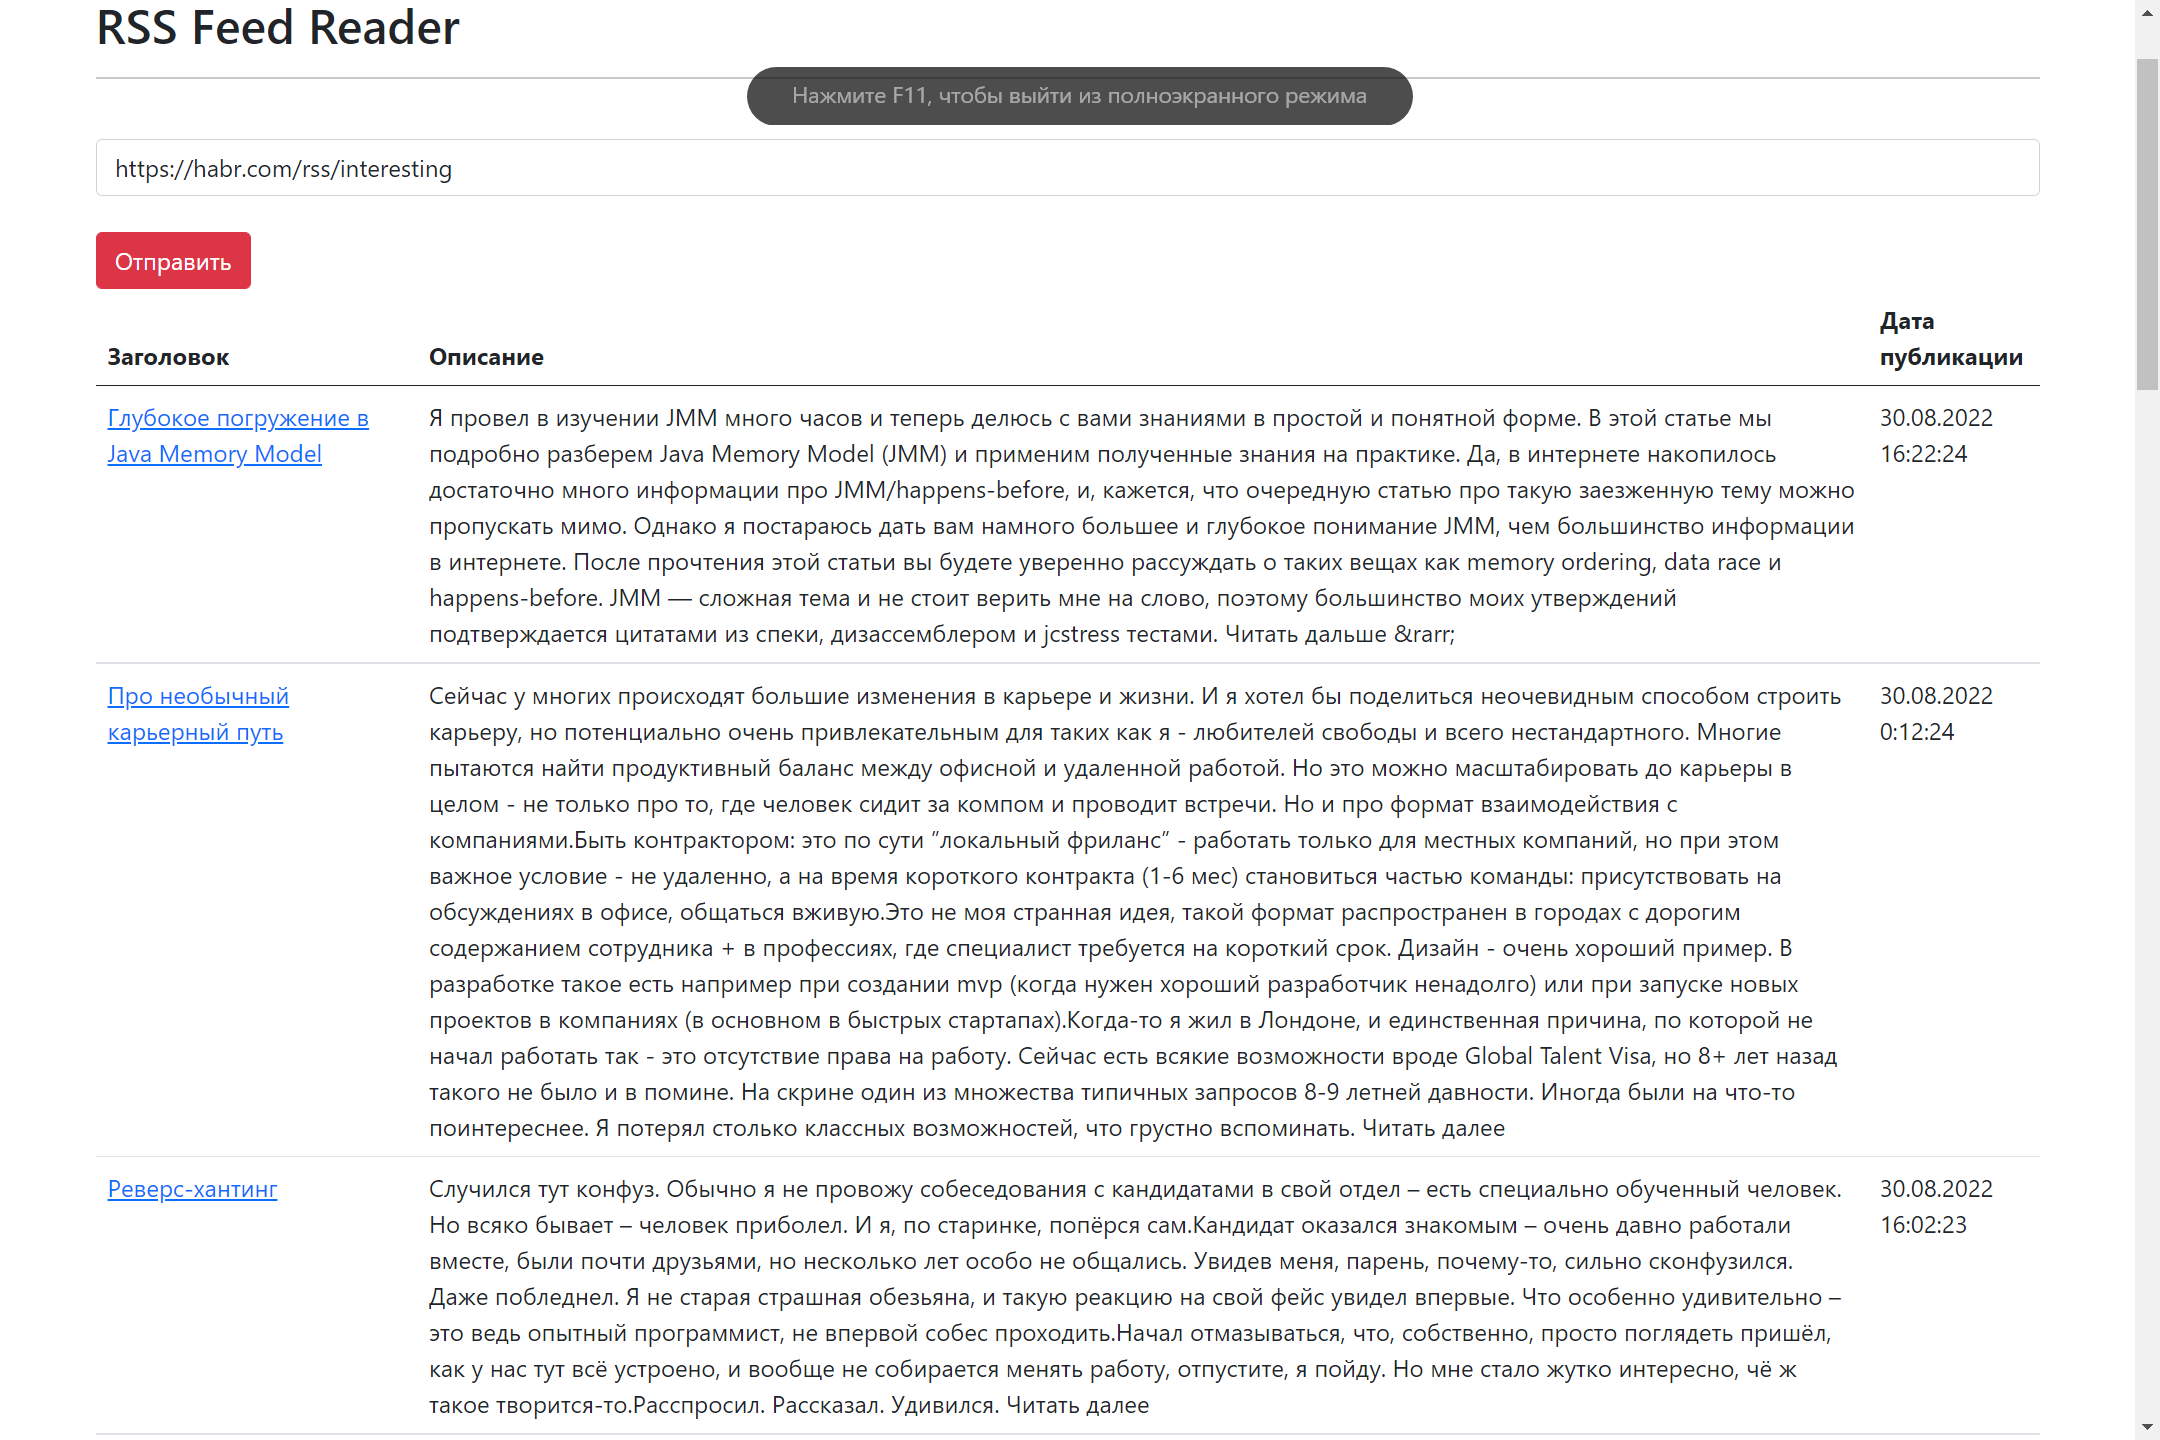 RSS Feed Reader
Нажмите F11, чтобы выйти из полноэкранного режима
https://habr.com/rss/interesting
Отправить
Заголовок
Описание
Дата
публикации
Глубокое погружение в
Java Memory Model
Я провел в изучении JMM много часов и теперь делюсь с вами знаниями в простой и понятной форме. В этой статье мы
подробно разберем Java Memory Model (JMM) и применим полученные знания на практике. Да, в интернете накопилось
достаточно много информации про JMM/happens-before, и, кажется, что очередную статью про такую заезженную тему можно
пропускать мимо. Однако я постараюсь дать вам намного большее и глубокое понимание JMM, чем большинство информации
в интернете. После прочтения этой статьи вы будете уверенно рассуждать о таких вещах как memory ordering, data race и
happens-before. JMM — сложная тема и не стоит верить мне на слово, поэтому большинство моих утверждений
подтверждается цитатами из спеки, дизассемблером и jcstress тестами. Читать дальше &rarr;
30.08.2022
16:22:24
Про необычный
карьерный путь
Сейчас у многих происходят большие изменения в карьере и жизни. И я хотел бы поделиться неочевидным способом строить
карьеру, но потенциально очень привлекательным для таких как я - любителей свободы и всего нестандартного. Многие
пытаются найти продуктивный баланс между офисной и удаленной работой. Но это можно масштабировать до карьеры в
целом - не только про то, где человек сидит за компом и проводит встречи. Но и про формат взаимодействия с
компаниями.Быть контрактором: это по сути “локальный фриланс” - работать только для местных компаний, но при этом
важное условие - не удаленно, а на время короткого контракта (1-6 мес) становиться частью команды: присутствовать на
обсуждениях в офисе, общаться вживую.Это не моя странная идея, такой формат распространен в городах с дорогим
содержанием сотрудника + в профессиях, где специалист требуется на короткий срок. Дизайн - очень хороший пример. В
разработке такое есть например при создании mvp (когда нужен хороший разработчик ненадолго) или при запуске новых
проектов в компаниях (в основном в быстрых стартапах).Когда-то я жил в Лондоне, и единственная причина, по которой не
начал работать так - это отсутствие права на работу. Сейчас есть всякие возможности вроде Global Talent Visa, но 8+ лет назад
такого не было и в помине. На скрине один из множества типичных запросов 8-9 летней давности. Иногда были на что-то
поинтереснее. Я потерял столько классных возможностей, что грустно вспоминать. Читать далее
30.08.2022
0:12:24
Реверс-хантинг
Случился тут конфуз. Обычно я не провожу собеседования с кандидатами в свой отдел – есть специально обученный человек.
Но всяко бывает – человек приболел. И я, по старинке, попёрся сам.Кандидат оказался знакомым – очень давно работали
вместе, были почти друзьями, но несколько лет особо не общались. Увидев меня, парень, почему-то, сильно сконфузился.
Даже побледнел. Я не старая страшная обезьяна, и такую реакцию на свой фейс увидел впервые. Что особенно удивительно –
это ведь опытный программист, не впервой собес проходить.Начал отмазываться, что, собственно, просто поглядеть пришёл,
как у нас тут всё устроено, и вообще не собирается менять работу, отпустите, я пойду. Но мне стало жутко интересно, чё ж
такое творится-то.Расспросил. Рассказал. Удивился. Читать далее
30.08.2022
16:02:23